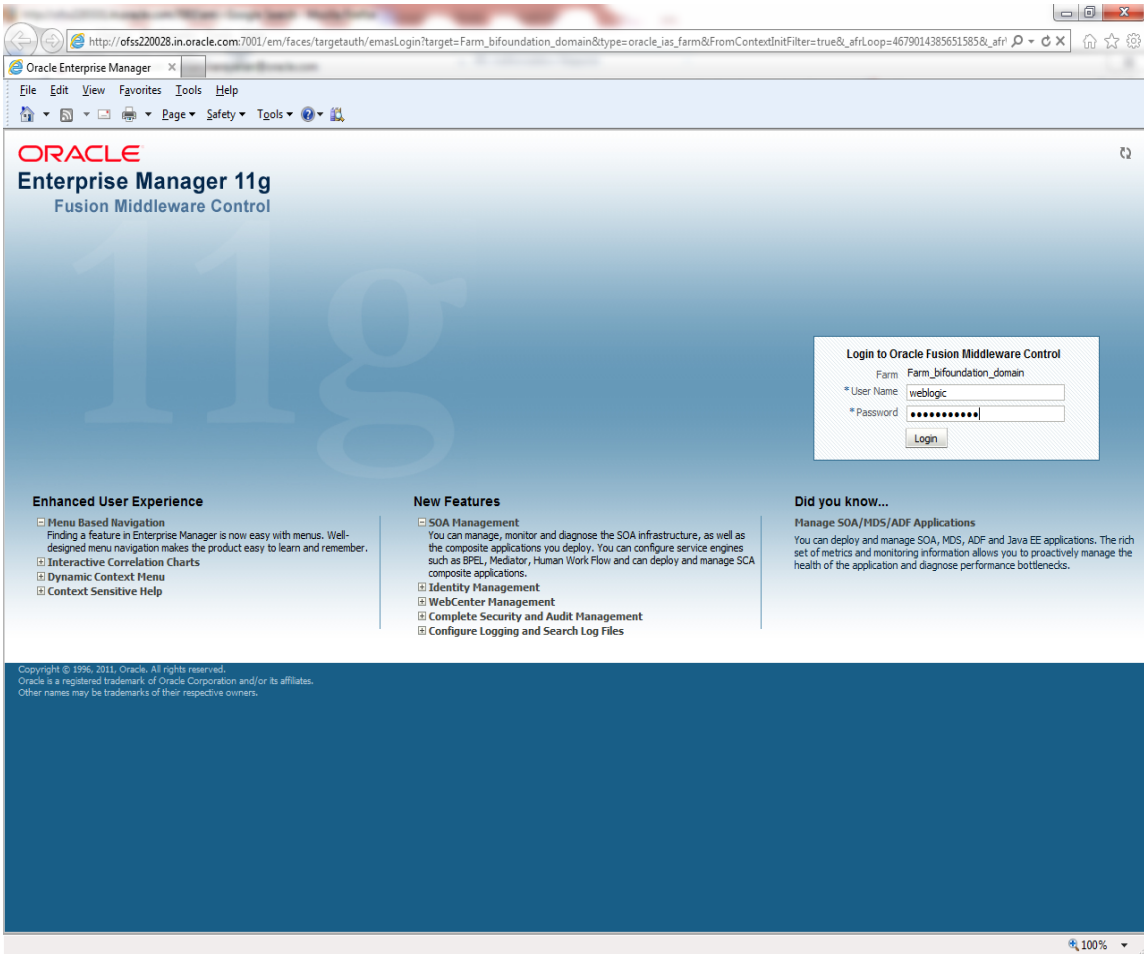 http://ofss220028.in.oracle.com:7001/em/faces/targetauth/emasLogin?target=Farm_bifoundation_domain&type=oracle_ias_farm&FromContextInitFilter=true&_afrLoop=4679014385651585&_afr
Oracle Enterprise Manager
File Edit View Favorites Tools Help
Page Safety Tools
ORACLE
Enterprise Manager 11g
Fusion Middleware Control
11g
Login to Oracle Fusion Middleware Control
Farm Farm_bifoundation_domain
* User Name weblogic
* Password
Login
Enhanced User Experience
Menu Based Navigation
Finding a feature in Enterprise Manager is now easy with menus. Well-
designed menu navigation makes the product easy to learn and remember.
Interactive Correlation Charts
Dynamic Context Menu
Context Sensitive Help
New Features
SOA Management
You can manage, monitor and diagnose the SOA infrastructure, as well as
the composite applications you deploy. You can configure service engines
such as BPEL, Mediator, Human Work Flow and can deploy and manage SCA
composite applications.
Identity Management
WebCenter Management
Complete Security and Audit Management
Configure Logging and Search Log Files
Did you know...
Manage SOA/MDS/ADF Applications
You can deploy and manage SOA, MDS, ADF and Java EE applications. The rich
set of metrics and monitoring information allows you to proactively manage the
health of the application and diagnose performance bottlenecks.
Copyright © 1996, 2011, Oracle. All rights reserved.
Oracle is a registered trademark of Oracle Corporation and/or its affiliates.
Other names may be trademarks of their respective owners.
100%